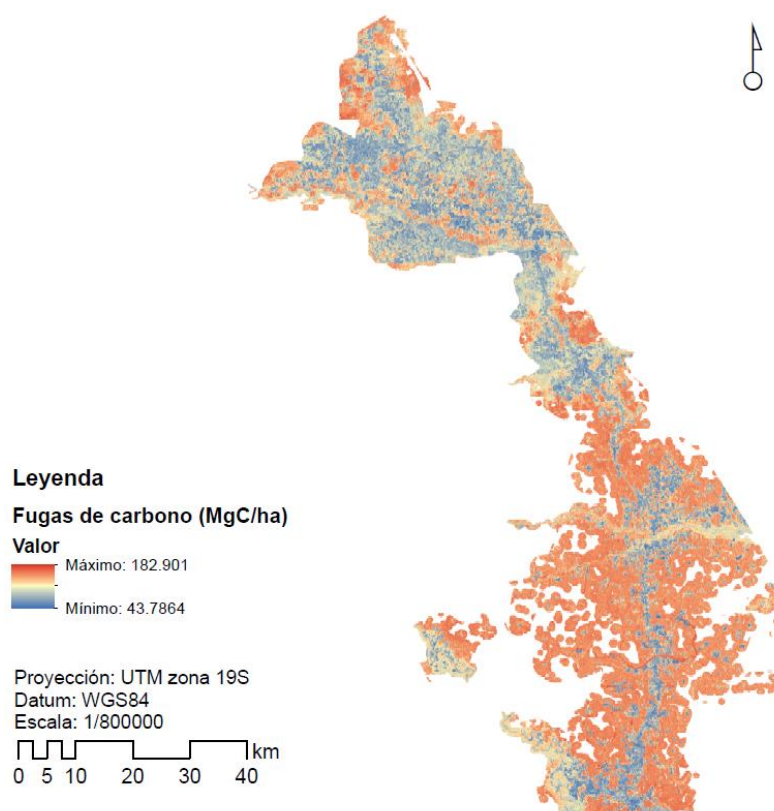 Leyenda
Fugas de carbono (MgC/ha)
Valor
Máximo: 182.901
Mínimo: 43.7864
Proyección: UTM zona 19S
Datum: WGS84
Escala: 1/800000
km
0 5 10 20 30 40